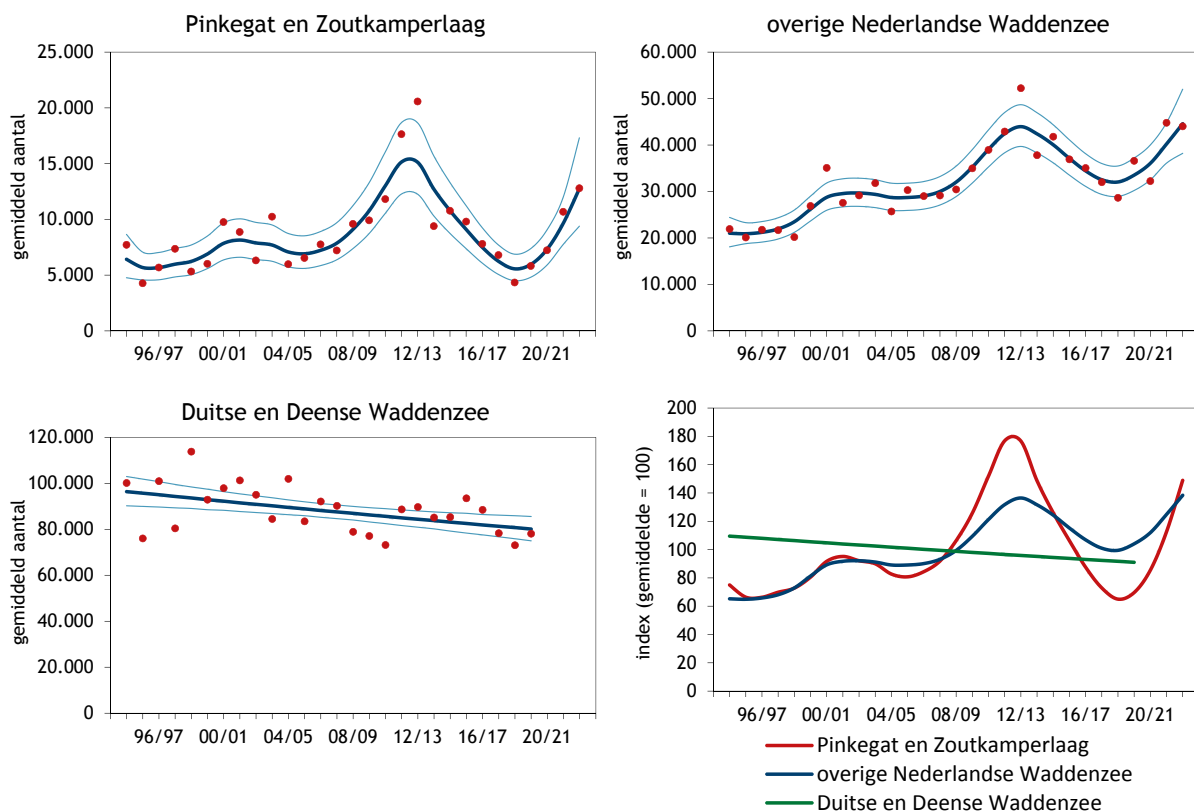 Pinkegat en Zoutkamperlaag
gemiddeld aantal
25.000
20.000
15.000
10.000
5.000
0
96/97 00/01 04/05 08/09 12/13 16/17 20/21
overige Nederlandse Waddenzee
gemiddeld aantal
60.000
50.000
40.000
30.000
20.000
10.000
0
96/97 00/01 04/05 08/09 12/13 16/17 20/21
Duitse en Deense Waddenzee
gemiddeld aantal
120.000
100.000
80.000
60.000
40.000
20.000
0
96/97 00/01 04/05 08/09 12/13 16/17 20/21
index (gemiddelde = 100)
200
180
160
140
120
100
80
60
40
20
0
96/97 00/01 04/05 08/09 12/13 16/17 20/21
Pinkegat en Zoutkamperlaag
overige Nederlandse Waddenzee
Duitse en Deense Waddenzee